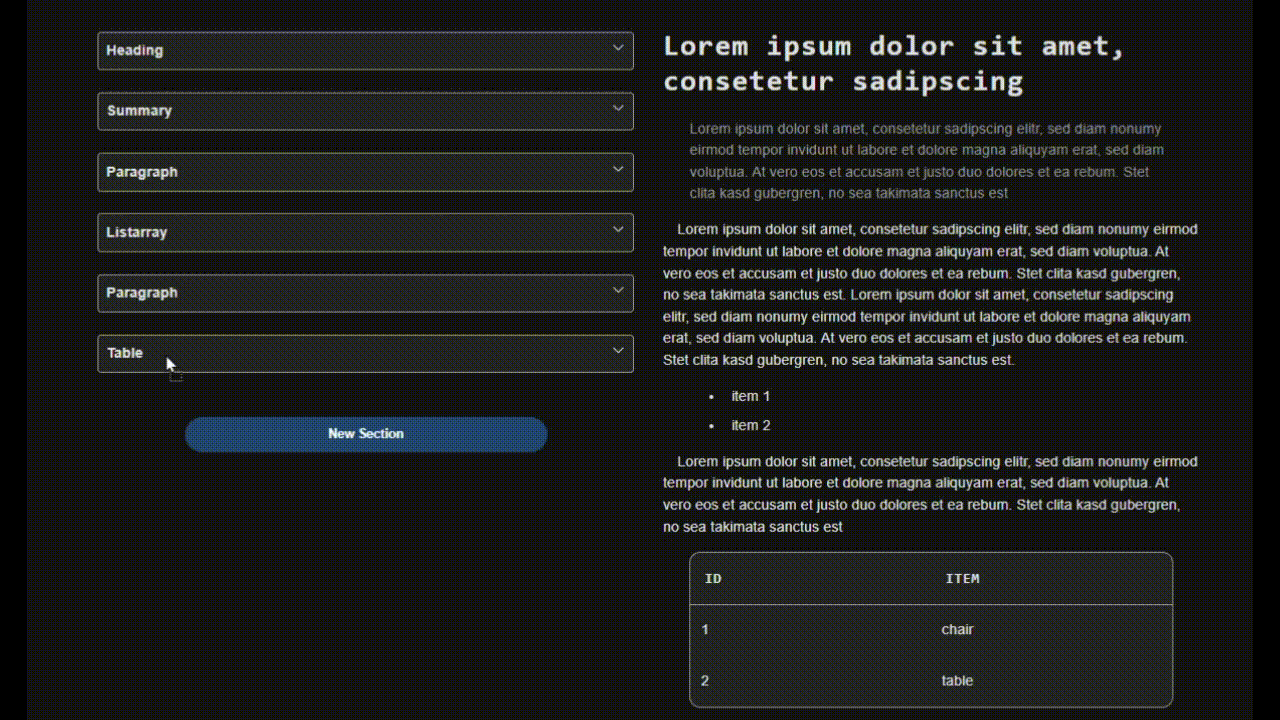 Heading
Summary
Paragraph
Listarray
Paragraph
Table
New Section
Lorem ipsum dolor sit amet,
consetetur sadipscing
Lorem ipsum dolor sit amet, consetetur sadipscing elitr, sed diam nonumy
eirmod tempor invidunt ut labore et dolore magna aliquyam erat, sed diam
voluptua. At vero eos et accusam et justo duo dolores et ea rebum. Stet
clita kasd gubergren, no sea takimata sanctus est
Lorem ipsum dolor sit amet, consetetur sadipscing elitr, sed diam nonumy eirmod
tempor invidunt ut labore et dolore magna aliquyam erat, sed diam voluptua. At
vero eos et accusam et justo duo dolores et ea rebum. Stet clita kasd gubergren,
no sea takimata sanctus est. Lorem ipsum dolor sit amet, consetetur sadipscing
elitr, sed diam nonumy eirmod tempor invidunt ut labore et dolore magna aliquyam
erat, sed diam voluptua. At vero eos et accusam et justo duo dolores et ea rebum.
Stet clita kasd gubergren, no sea takimata sanctus est.
• item 1
• item 2
Lorem ipsum dolor sit amet, consetetur sadipscing elitr, sed diam nonumy eirmod
tempor invidunt ut labore et dolore magna aliquyam erat, sed diam voluptua. At
vero eos et accusam et justo duo dolores et ea rebum. Stet clita kasd gubergren,
no sea takimata sanctus est
ID ITEM
1 chair
2 table